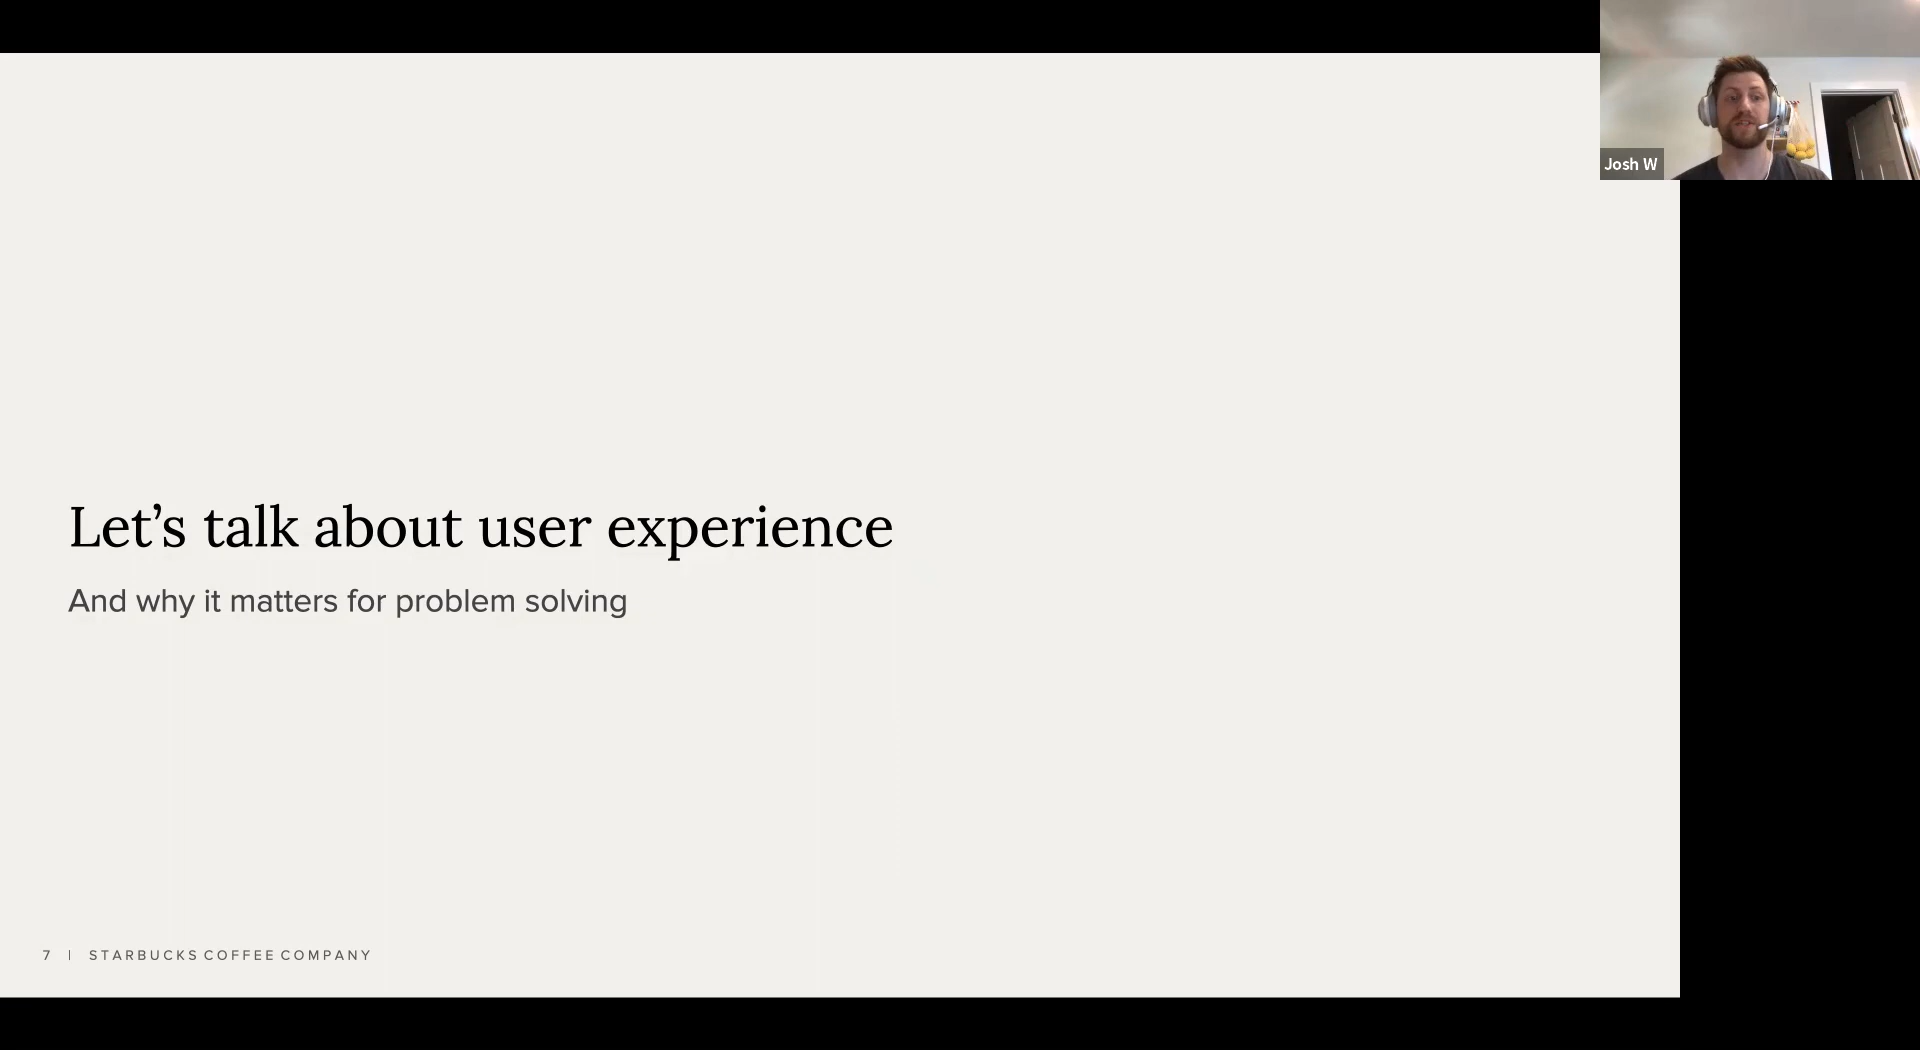 Josh W
Let’s talk about user experience
And why it matters for problem solving
7 | STARBUCKS COFFEE COMPANY